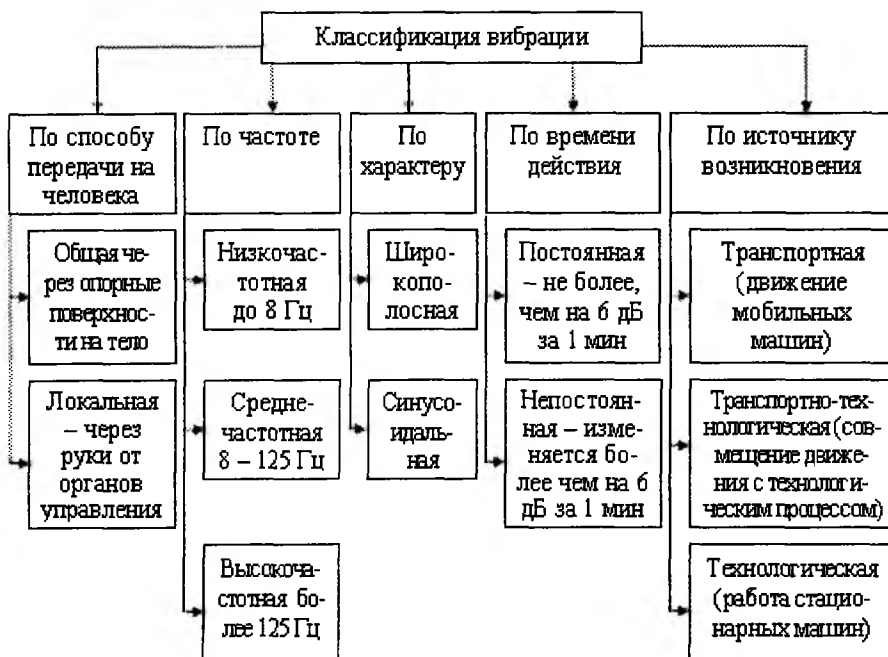 Классификация вибрации
По способу
передачи на
человека
Общая че-
рез опорные
поверхнос-
ти на тело
Локальная
– через
руки от
органов
управления
По частоте
Низкочас-
тотная
до 8 Гц
Средне-
частотная
8 – 125 Гц
Высокоча-
стотная бо-
лее 125 Гц
По
характеру
Широ-
кополо-
сная
Синусо-
идаль-
ная
По времени
действия
Постоянная
– не более,
чем на 6 дБ
за 1 мин
Непостоян-
ная – изме-
няется бо-
лее чем на 6
дБ за 1 мин
По источнику
возникновения
Транспортная
(движение
мобильных
машин)
Транспортно-тех-
нологическая (сов-
мещение движе-
ния с технологи-
ческим процессом)
Технологическая
(работа стацио-
нарных машин)